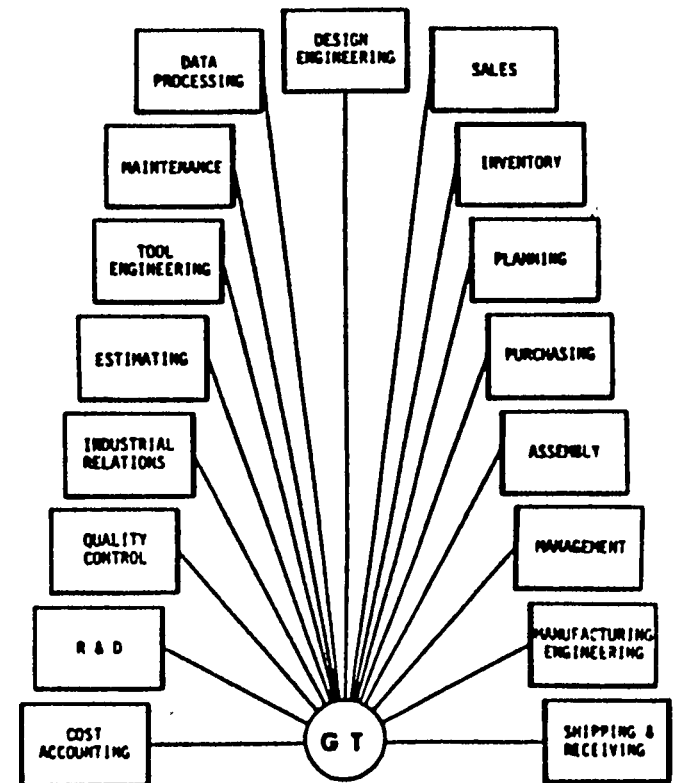 DESIGN
ENGINEERING
DATA
PROCESSING
SALES
MAINTENANCE
INVENTORY
TOOL
ENGINEERING
PLANNING
ESTIMATING
PURCHASING
INDUSTRIAL
RELATIONS
ASSEMBLY
QUALITY
CONTROL
MANAGEMENT
R & D
MANUFACTURING
ENGINEERING
COST
ACCOUNTING
G T
SHIPPING &
RECEIVING